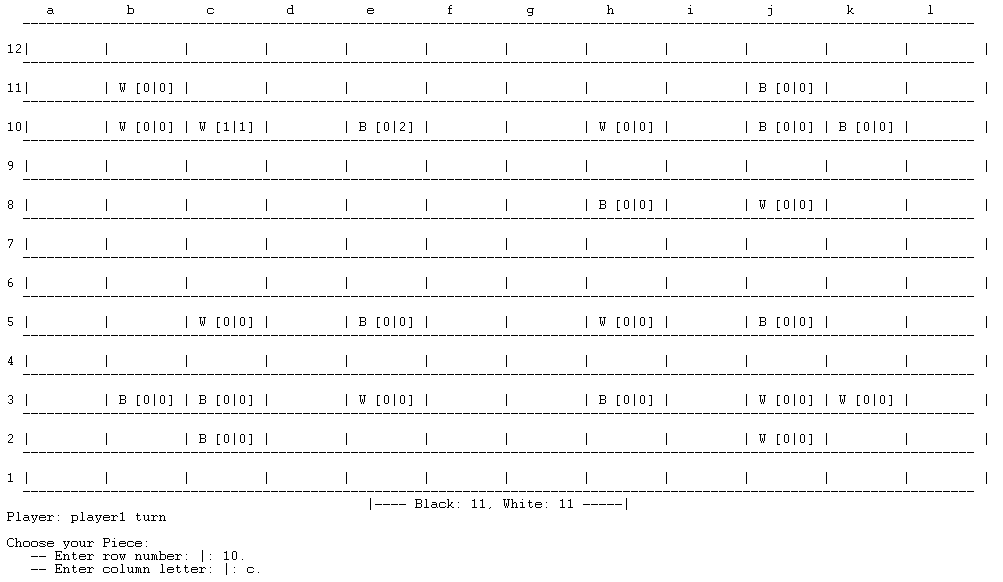 a b c d e f g h i j k l
12| | | | | | | | | | | | |
11| | W [0|0] | | | | | | | | B [0|0] | | |
10| | W [0|0] | W [1|1] | | B [0|2] | | | W [0|0] | | B [0|0] | B [0|0] | |
9 | | | | | | | | | | | | |
8 | | | | | | | | B [0|0] | | W [0|0] | | |
7 | | | | | | | | | | | | |
6 | | | | | | | | | | | | |
5 | | | W [0|0] | | B [0|0] | | | W [0|0] | | B [0|0] | | |
4 | | | | | | | | | | | | |
3 | | B [0|0] | B [0|0] | | W [0|0] | | | B [0|0] | | W [0|0] | W [0|0] | |
2 | | | B [0|0] | | | | | | | W [0|0] | | |
1 | | | | | | | | | | | | |
|---- Black: 11, White: 11 -----|
Player: player1 turn
Choose your Piece:
-- Enter row number: |: 10.
-- Enter column letter: |: c.